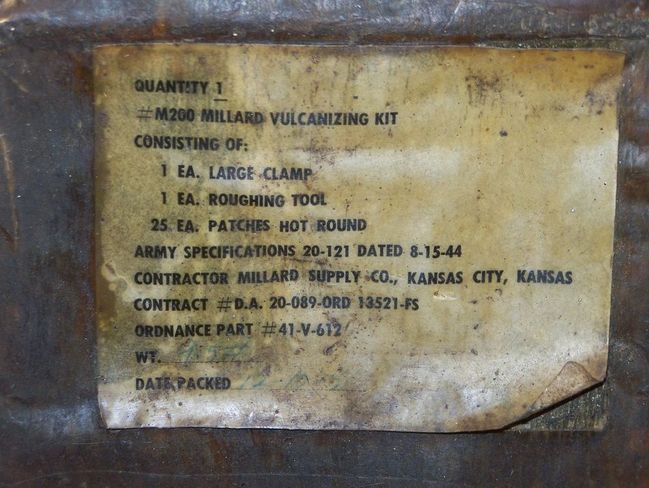 QUANTITY 1
#M200 MILLARD VULCANIZING KIT
CONSISTING OF:
1 EA. LARGE CLAMP
1 EA. ROUGHING TOOL
25 EA. PATCHES HOT ROUND
ARMY SPECIFICATIONS 20-121 DATED 8-15-44
CONTRACTOR MILLARD SUPPLY CO., KANSAS CITY, KANSAS
CONTRACT #D.A. 20-089-ORD 13521-FS
ORDNANCE PART #41-V-612
WT.
DATE PACKED